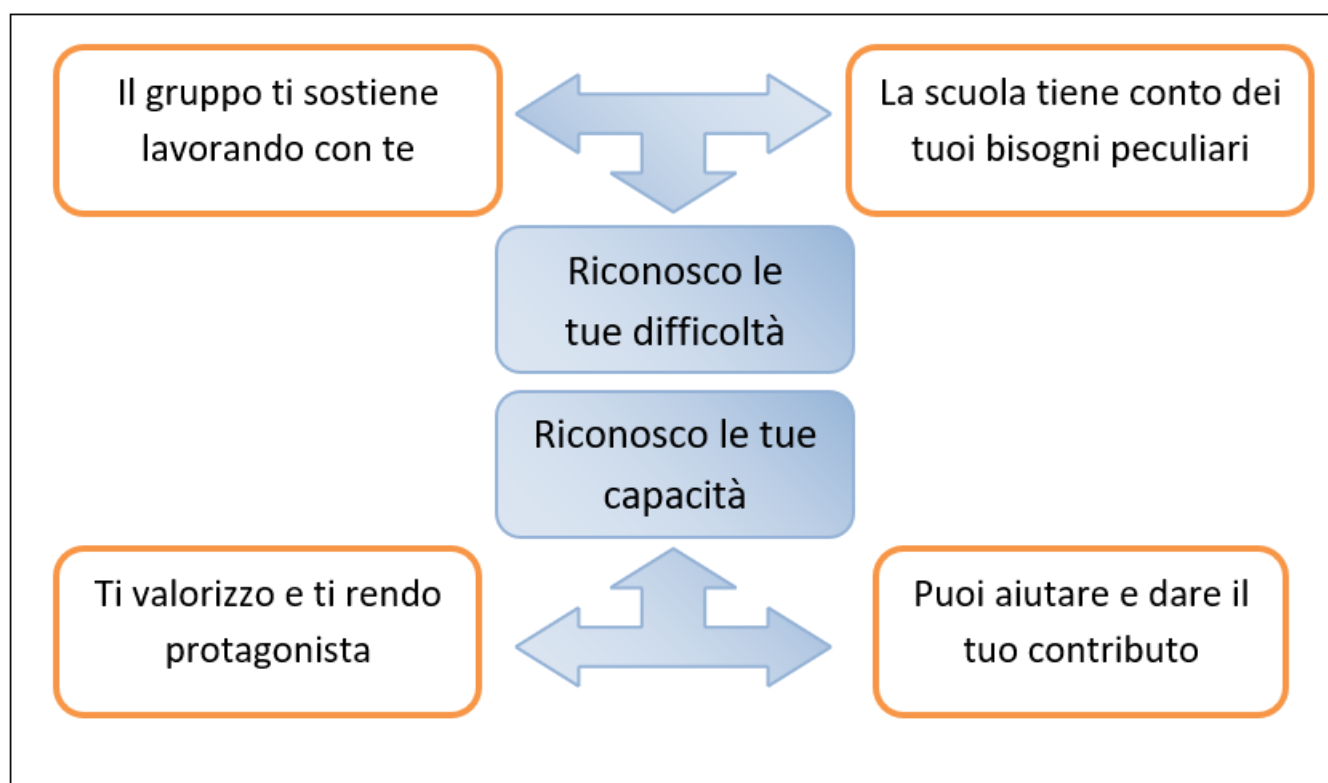 Il gruppo ti sostiene
lavorando con te
La scuola tiene conto dei
tuoi bisogni peculiari
Riconosco le
tue difficoltà
Riconosco le tue
capacità
Ti valorizzo e ti rendo
protagonista
Puoi aiutare e dare il
tuo contributo